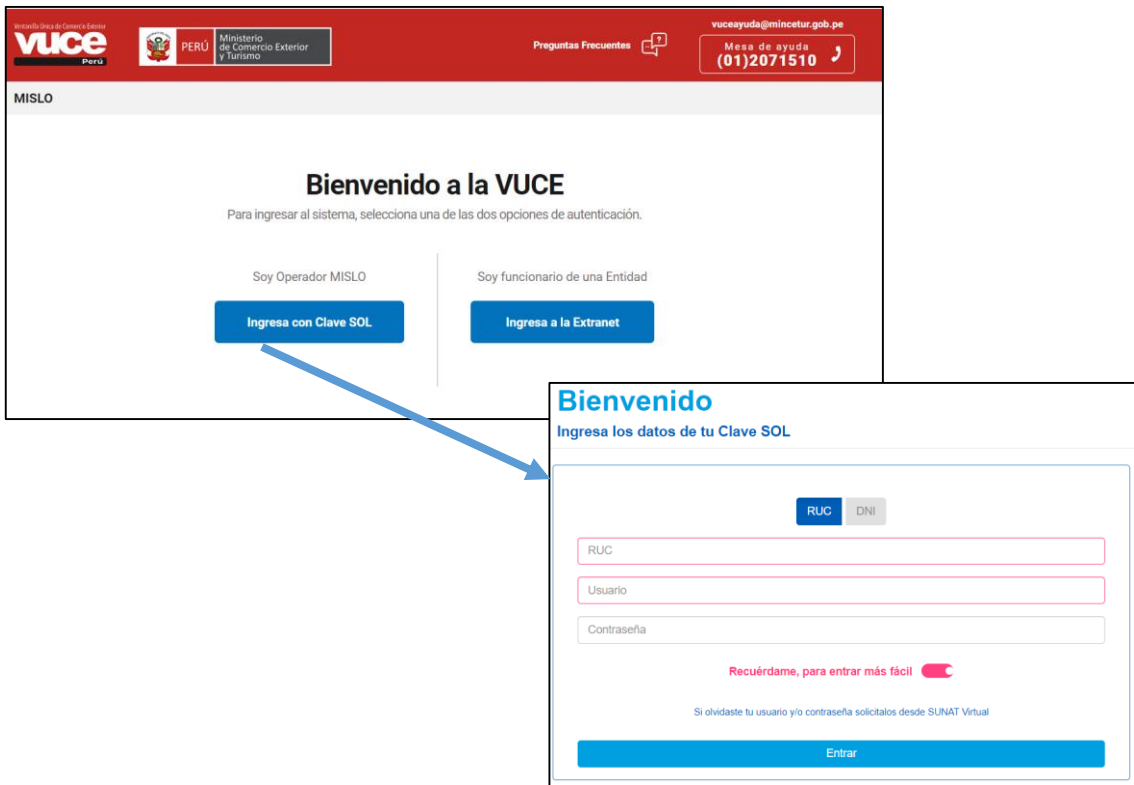 Ventanilla Única de Comercio Exterior
vuce
Perú
PERÚ
Ministerio
de Comercio Exterior
y Turismo
Preguntas Frecuentes
?
vuceayuda@mincetur.gob.pe
Mesa de ayuda
(01)2071510
MISLO
Bienvenido a la VUCE
Para ingresar al sistema, selecciona una de las dos opciones de autenticación.
Soy Operador MISLO
Ingresa con Clave SOL
Soy funcionario de una Entidad
Ingresa a la Extranet
Bienvenido
Ingresa los datos de tu Clave SOL
RUC DNI
RUC
Usuario
Contraseña
Recuérdame, para entrar más fácil
Si olvidaste tu usuario y/o contraseña solicitalos desde SUNAT Virtual
Entrar